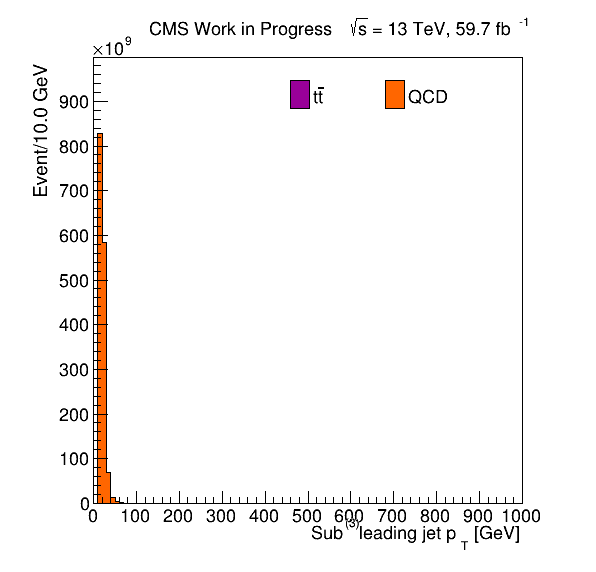 CMS Work in Progress √s = 13 TeV, 59.7 fb⁻¹
×10⁹
Event/10.0 GeV
tt̄
QCD
900
800
700
600
500
400
300
200
100
0
0 100 200 300 400 500 600 700 800 900 1000
Sub⁽³⁾leading jet p_T [GeV]